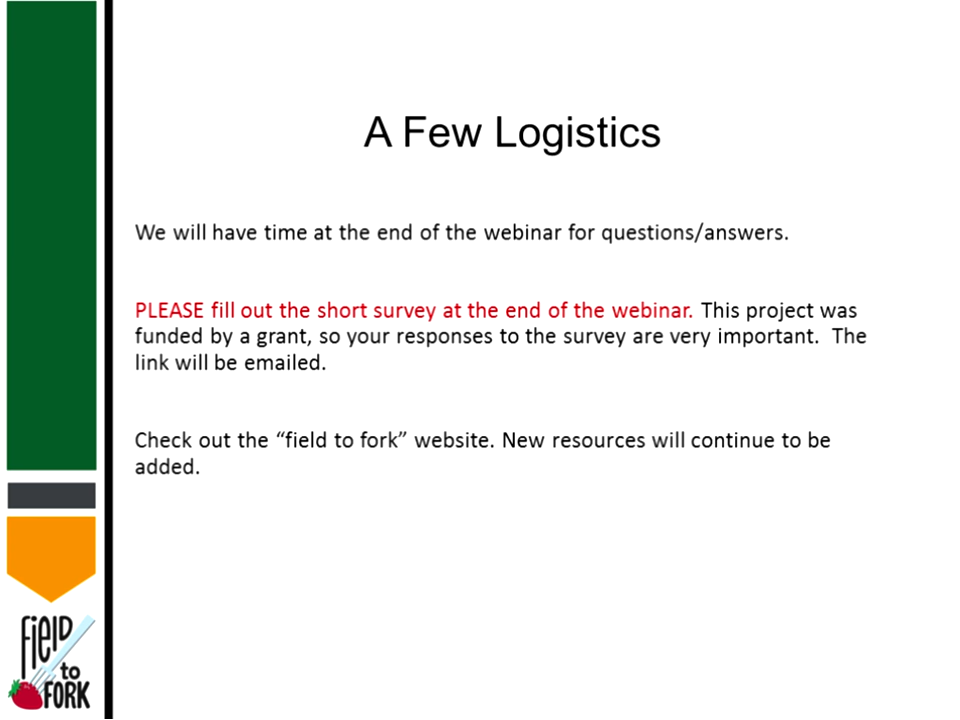 A Few Logistics
We will have time at the end of the webinar for questions/answers.
PLEASE fill out the short survey at the end of the webinar. This project was
funded by a grant, so your responses to the survey are very important.  The
link will be emailed.
Check out the “field to fork” website. New resources will continue to be
added.
FiElD
to
FORK